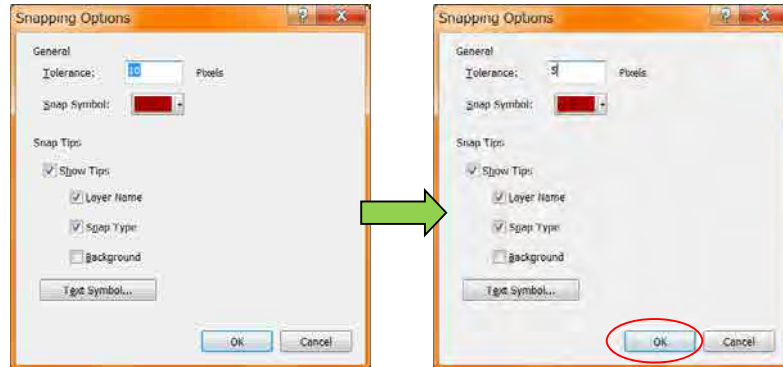 Snapping Options
General
Tolerance: 10 Pixels
Snap Symbol:
Snap Tips
Show Tips
Layer Name
Snap Type
Background
Text Symbol...
OK Cancel
Snapping Options
General
Tolerance: 5 Pixels
Snap Symbol:
Snap Tips
Show Tips
Layer Name
Snap Type
Background
Text Symbol...
OK Cancel